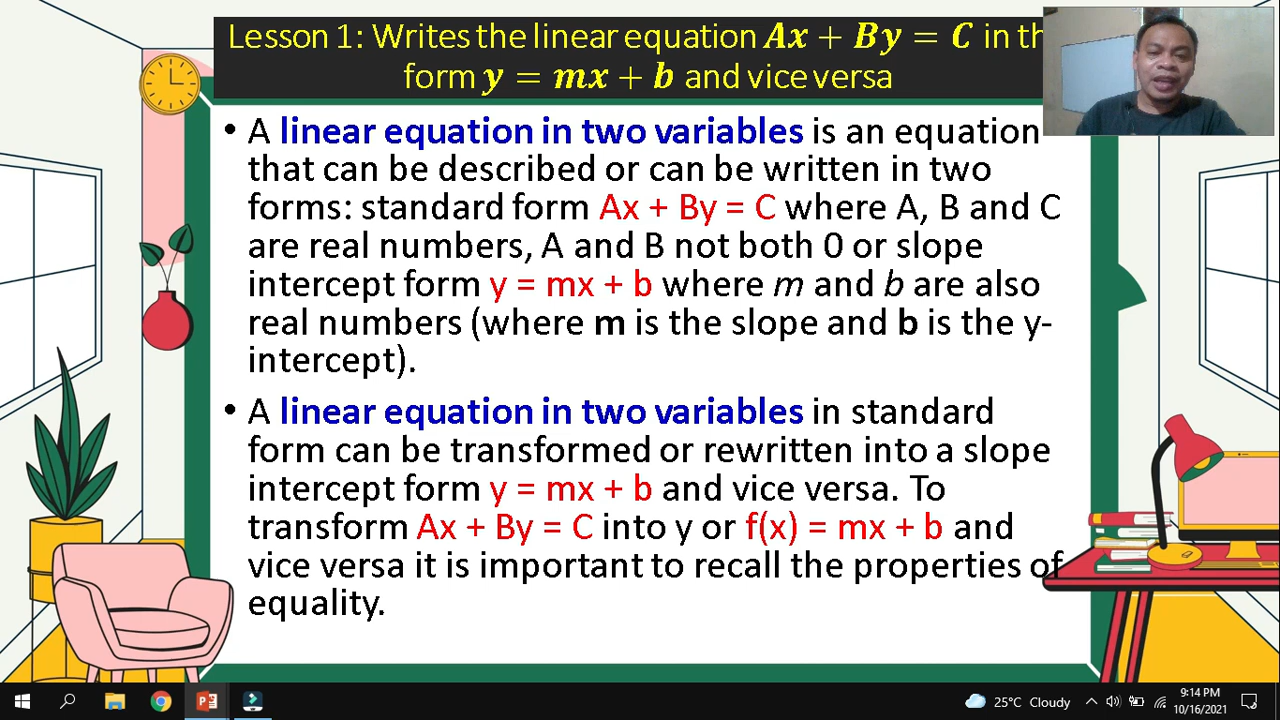 Lesson 1: Writes the linear equation Ax + By = C in th
form y = mx + b and vice versa
• A linear equation in two variables is an equation
that can be described or can be written in two
forms: standard form Ax + By = C where A, B and C
are real numbers, A and B not both 0 or slope
intercept form y = mx + b where m and b are also
real numbers (where m is the slope and b is the y-
intercept).
• A linear equation in two variables in standard
form can be transformed or rewritten into a slope
intercept form y = mx + b and vice versa. To
transform Ax + By = C into y or f(x) = mx + b and
vice versa it is important to recall the properties of
equality.
25°C Cloudy
9:14 PM
10/16/2021